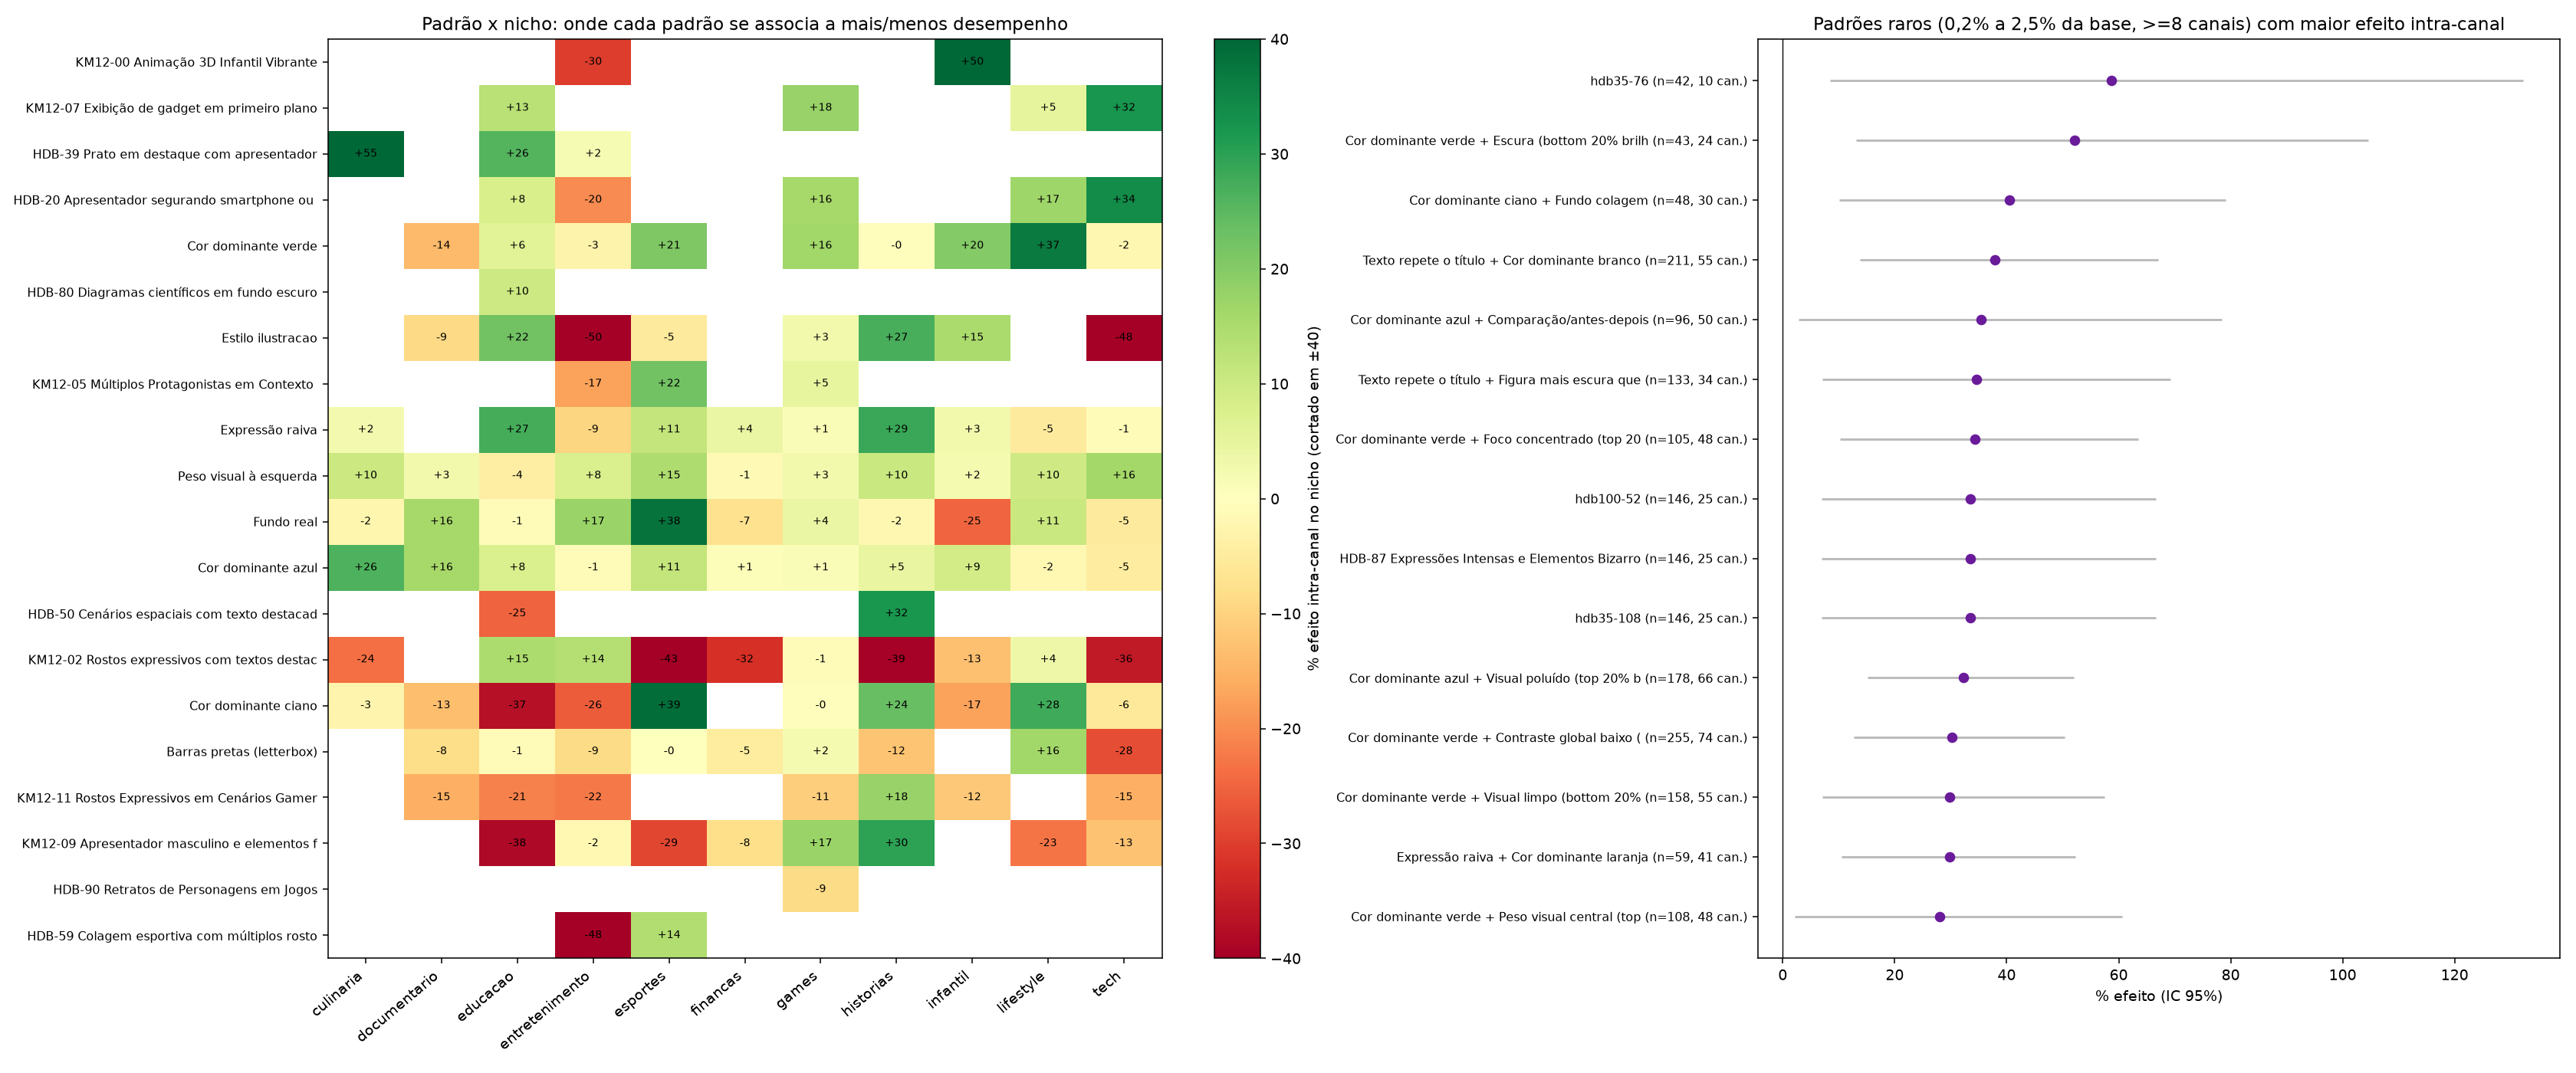 Padrão x nicho: onde cada padrão se associa a mais/menos desempenho
KM12-00 Animação 3D Infantil Vibrante -30 +50
KM12-07 Exibição de gadget em primeiro plano +13 +18 +5 +32
HDB-39 Prato em destaque com apresentador +55 +26 +2
HDB-20 Apresentador segurando smartphone ou +8 -20 +16 +17 +34
Cor dominante verde -14 +6 -3 +21 +16 -0 +20 +37 -2
HDB-80 Diagramas científicos em fundo escuro +10
Estilo ilustracao -9 +22 -50 -5 +3 +27 +15 -48
KM12-05 Múltiplos Protagonistas em Contexto -17 +22 +5
Expressão raiva +2 +27 -9 +11 +4 +1 +29 +3 -5 -1
Peso visual à esquerda +10 +3 -4 +8 +15 -1 +3 +10 +2 +10 +16
Fundo real -2 +16 -1 +17 +38 -7 +4 -2 -25 +11 -5
Cor dominante azul +26 +16 +8 -1 +11 +1 +1 +5 +9 -2 -5
HDB-50 Cenários espaciais com texto destacad -25 +32
KM12-02 Rostos expressivos com textos destac -24 +15 +14 -43 -32 -1 -39 -13 +4 -36
Cor dominante ciano -3 -13 -37 -26 +39 -0 +24 -17 +28 -6
Barras pretas (letterbox) -8 -1 -9 -0 -5 +2 -12 +16 -28
KM12-11 Rostos Expressivos em Cenários Gamer -15 -21 -22 -11 +18 -12 -15
KM12-09 Apresentador masculino e elementos f -38 -2 -29 -8 +17 +30 -23 -13
HDB-90 Retratos de Personagens em Jogos -9
HDB-59 Colagem esportiva com múltiplos rosto -48 +14
culinaria documentario educacao entretenimento esportes financas games historias infantil lifestyle tech
40
30
20
10
0
−10
−20
−30
−40
% efeito intra-canal no nicho (cortado em ±40)
Padrões raros (0,2% a 2,5% da base, >=8 canais) com maior efeito intra-canal
hdb35-76 (n=42, 10 can.)
Cor dominante verde + Escura (bottom 20% brilh (n=43, 24 can.)
Cor dominante ciano + Fundo colagem (n=48, 30 can.)
Texto repete o título + Cor dominante branco (n=211, 55 can.)
Cor dominante azul + Comparação/antes-depois (n=96, 50 can.)
Texto repete o título + Figura mais escura que (n=133, 34 can.)
Cor dominante verde + Foco concentrado (top 20 (n=105, 48 can.)
hdb100-52 (n=146, 25 can.)
HDB-87 Expressões Intensas e Elementos Bizarro (n=146, 25 can.)
hdb35-108 (n=146, 25 can.)
Cor dominante azul + Visual poluído (top 20% b (n=178, 66 can.)
Cor dominante verde + Contraste global baixo ( (n=255, 74 can.)
Cor dominante verde + Visual limpo (bottom 20% (n=158, 55 can.)
Expressão raiva + Cor dominante laranja (n=59, 41 can.)
Cor dominante verde + Peso visual central (top (n=108, 48 can.)
0 20 40 60 80 100 120
% efeito (IC 95%)